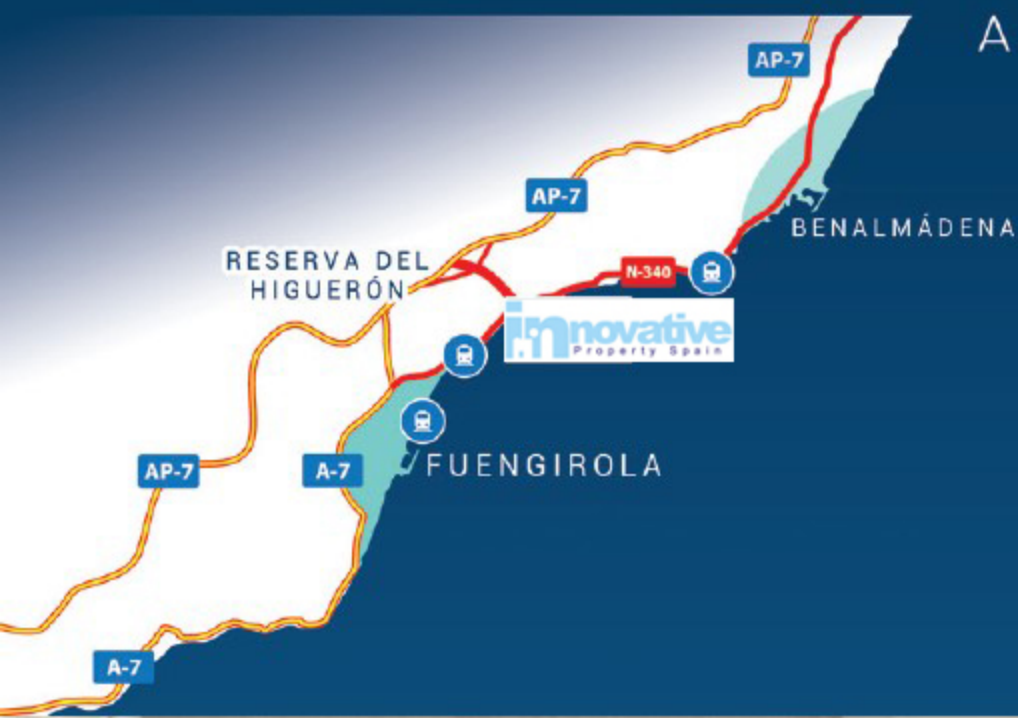 A
AP-7
AP-7
BENALMÁDENA
RESERVA DEL
HIGUERÓN
N-340
innovative
Property Spain
AP-7
A-7
FUENGIROLA
A-7